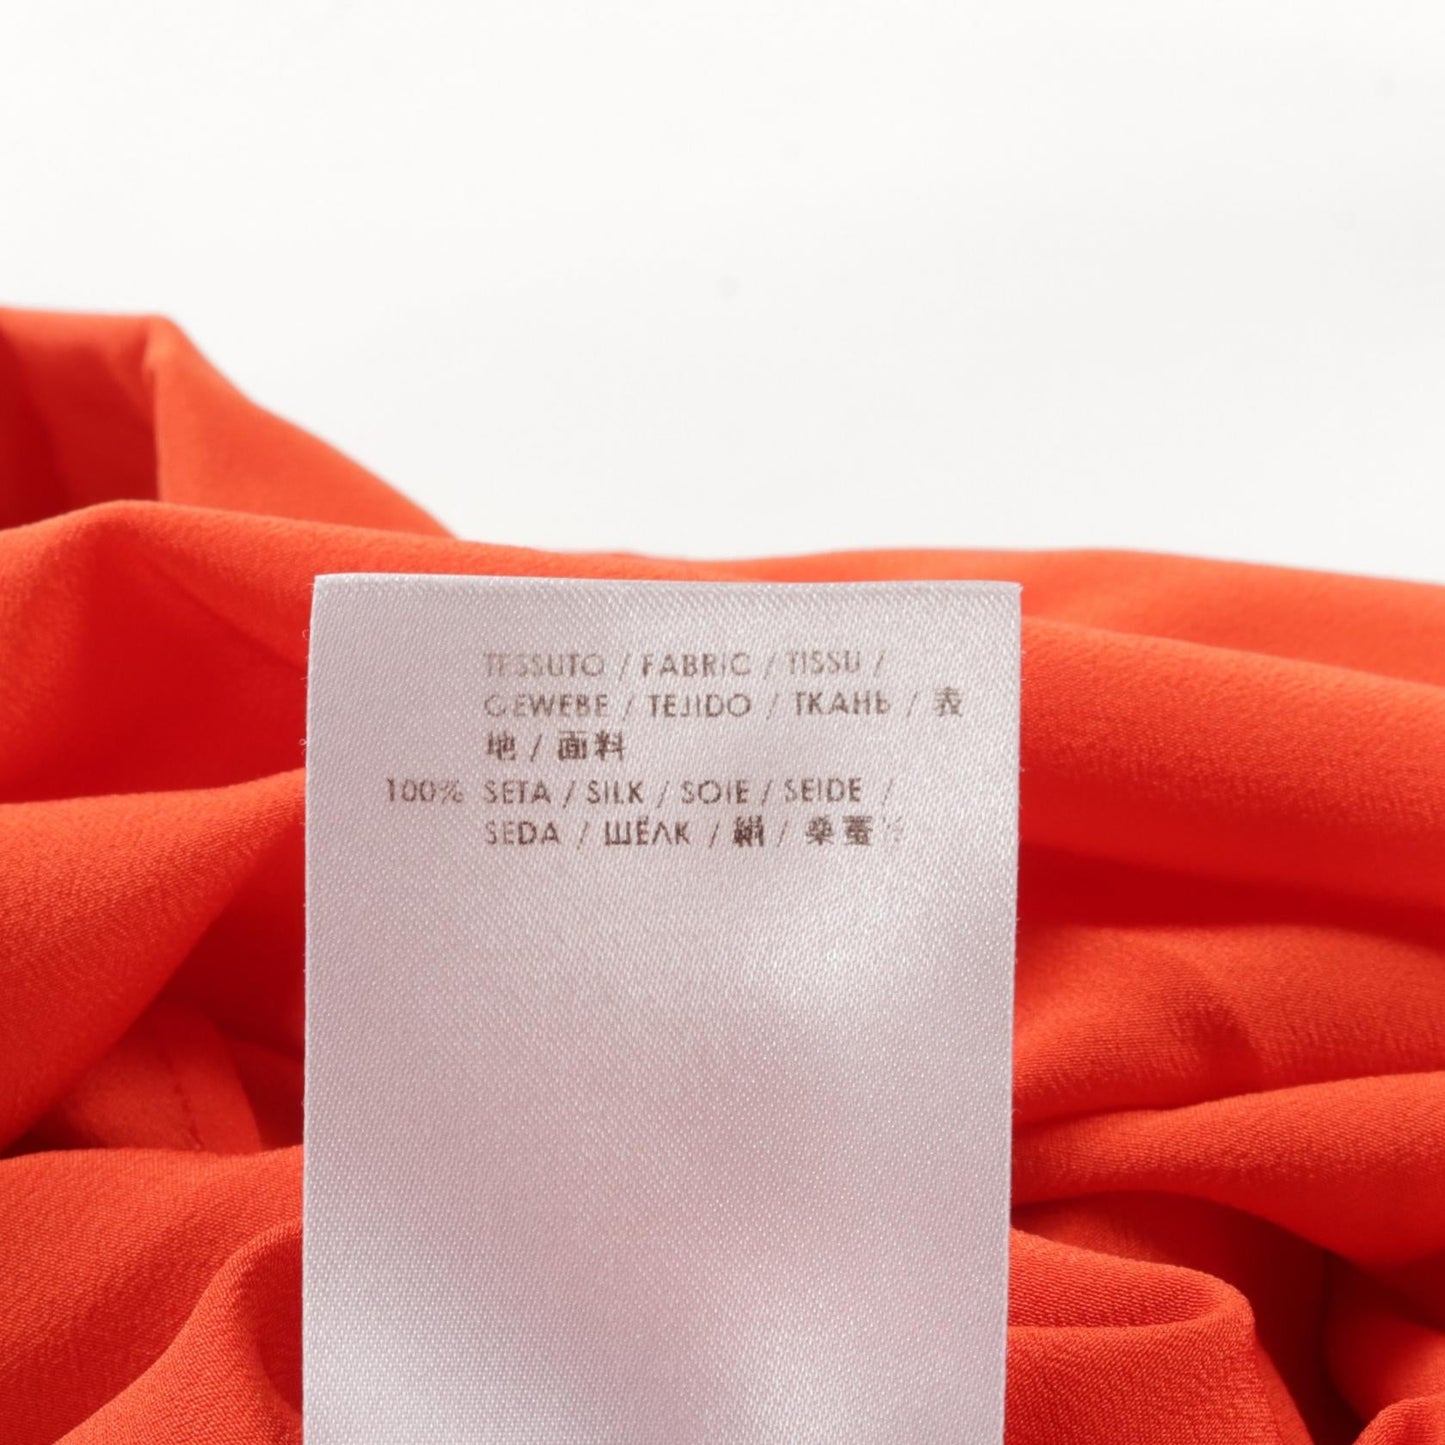 TESSUTO / FABRIC / TISSU /
GEWEBE / TEJIDO / ТКАНЬ / 表
地 / 面料
100% SETA / SILK / SOIE / SEIDE /
SEDA / ШЁЛК / 絹 / 桑蚕